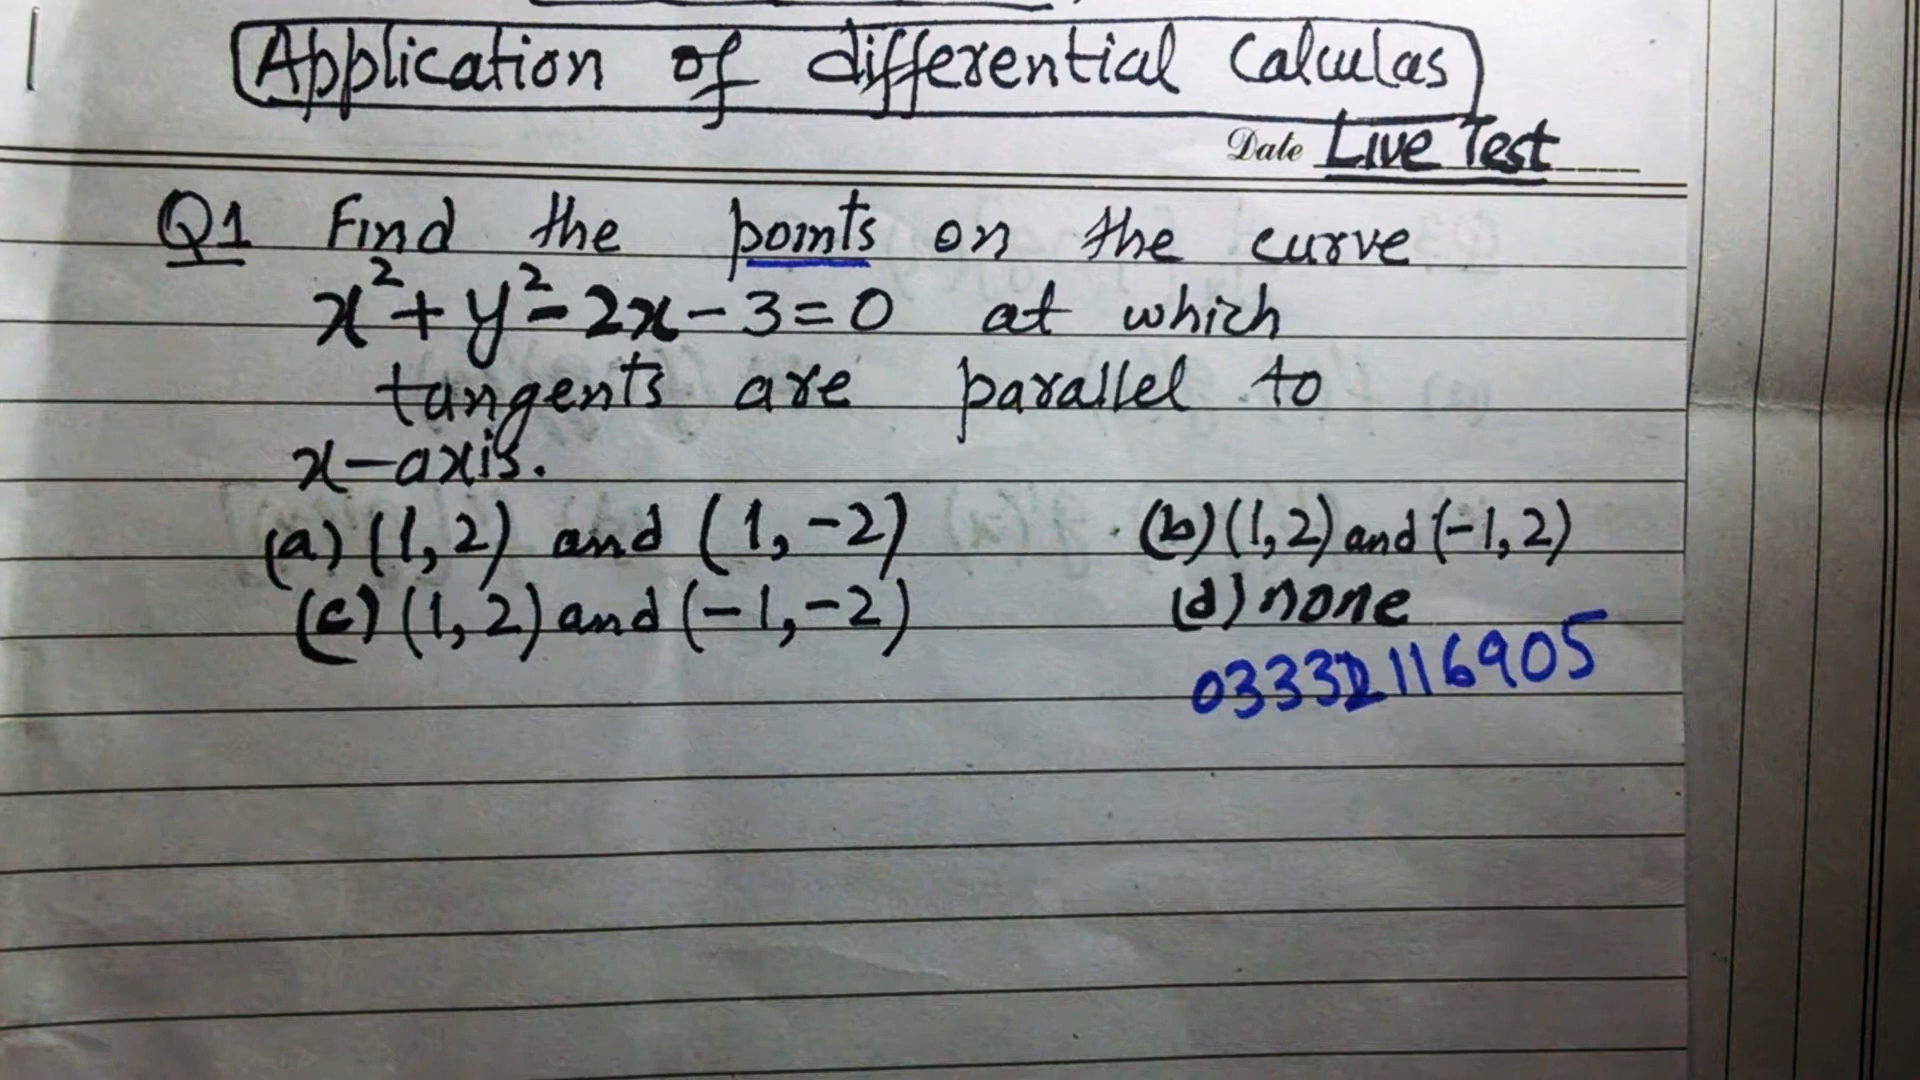 Application of differential Calculas
Date Live Test
Q1 Find the points on the curve
x²+y²-2x-3=0 at which
tangents are parallel to
x-axis.
(a) (1,2) and (1,-2) (b) (1,2) and (-1,2)
(c) (1,2) and (-1,-2) (d) none
03332116905